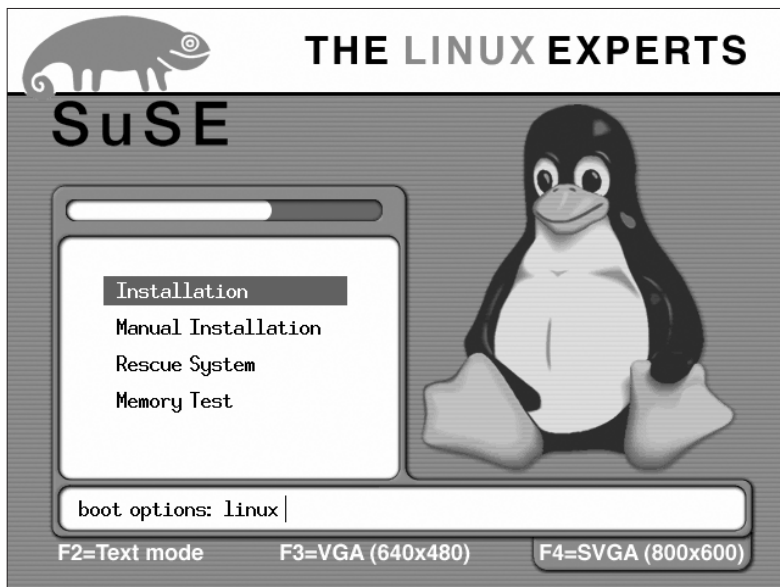 THE LINUX EXPERTS
SuSE
Installation
Manual Installation
Rescue System
Memory Test
boot options: linux
F2=Text mode F3=VGA (640x480) F4=SVGA (800x600)